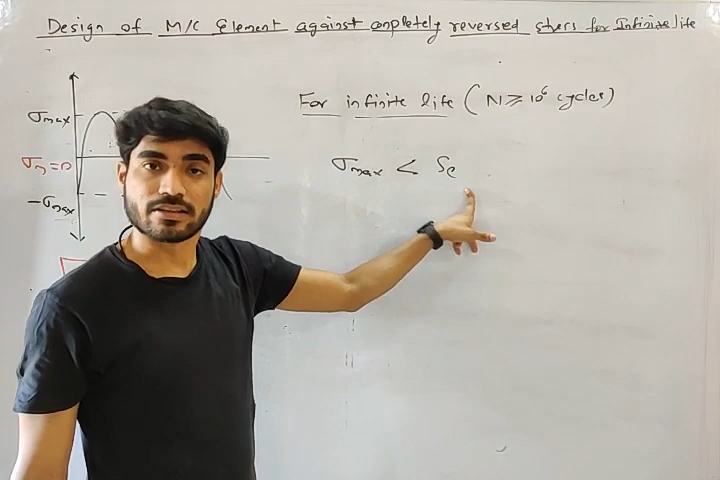 Design of M/C Element against completely reversed stress for Infinite life
For infinite life ( N ≥ 10⁶ cycles)
σmax
σmax < Se
σm = 0
-σmax